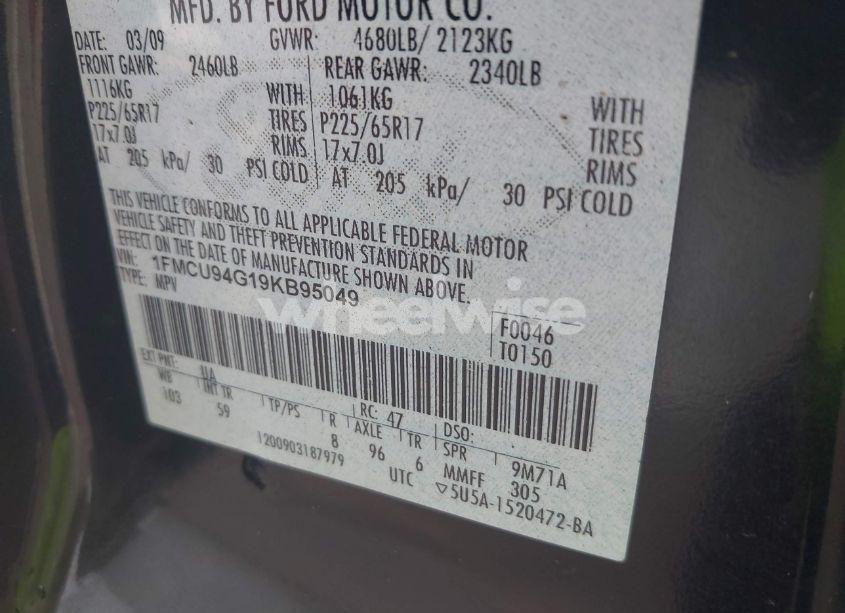 MFD. BY FORD MOTOR CO.
DATE: 03/09 GVWR: 4680LB/ 2123KG
FRONT GAWR: 2460LB REAR GAWR: 2340LB
1116KG WITH 1061KG WITH
P225/65R17 TIRES P225/65R17 TIRES
17x7.0J RIMS 17x7.0J RIMS
AT 205 kPa/ 30 PSI COLD AT 205 kPa/ 30 PSI COLD
THIS VEHICLE CONFORMS TO ALL APPLICABLE FEDERAL MOTOR
VEHICLE SAFETY AND THEFT PREVENTION STANDARDS IN
EFFECT ON THE DATE OF MANUFACTURE SHOWN ABOVE.
VIN: 1FMCU94G19KB95049
TYPE: MPV
wheelwise
F0046
T0150
EXT PNT: UA RC: 47 DSO:
WB INT TR TP/PS R AXLE TR SPR
103 59 8 96 6 9M71A
1200903187979 UTC MMFF 305
▽5U5A-1520472-BA